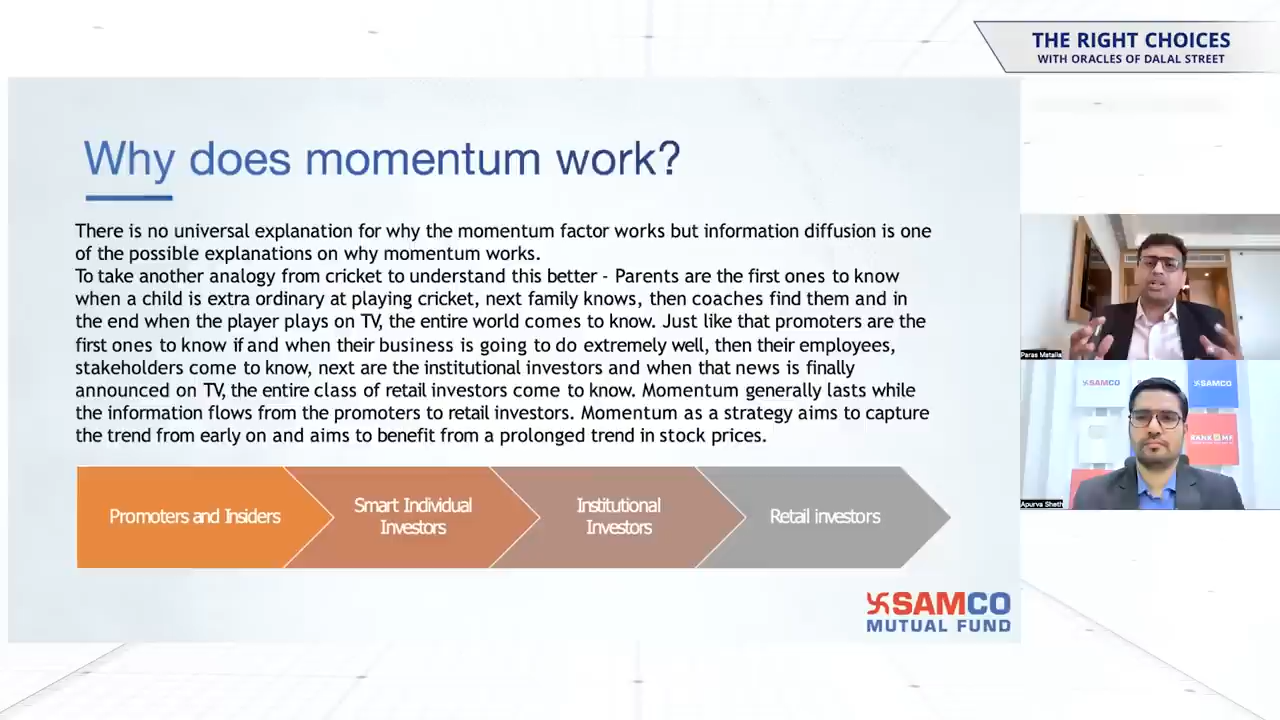 THE RIGHT CHOICES
WITH ORACLES OF DALAL STREET
Why does momentum work?
There is no universal explanation for why the momentum factor works but information diffusion is one
of the possible explanations on why momentum works.
To take another analogy from cricket to understand this better - Parents are the first ones to know
when a child is extra ordinary at playing cricket, next family knows, then coaches find them and in
the end when the player plays on TV, the entire world comes to know. Just like that promoters are the
first ones to know if and when their business is going to do extremely well, then their employees,
stakeholders come to know, next are the institutional investors and when that news is finally
announced on TV, the entire class of retail investors come to know. Momentum generally lasts while
the information flows from the promoters to retail investors. Momentum as a strategy aims to capture
the trend from early on and aims to benefit from a prolonged trend in stock prices.
Promoters and Insiders
Smart Individual
Investors
Institutional
Investors
Retail investors
SAMCO
MUTUAL FUND
Paras Matalia
SAMCO
SAMCO
RANK MF
Apurva Sheth